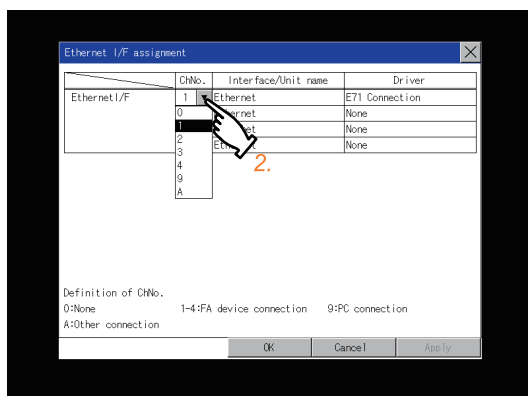 Ethernet I/F assignment
ChNo. Interface/Unit name Driver
EthernetI/F 1 Ethernet E71 Connection
0 None
1 None
2 None
3
4
9
A
2.
Definition of ChNo.
0:None 1-4:FA device connection 9:PC connection
A:Other connection
OK Cancel Apply